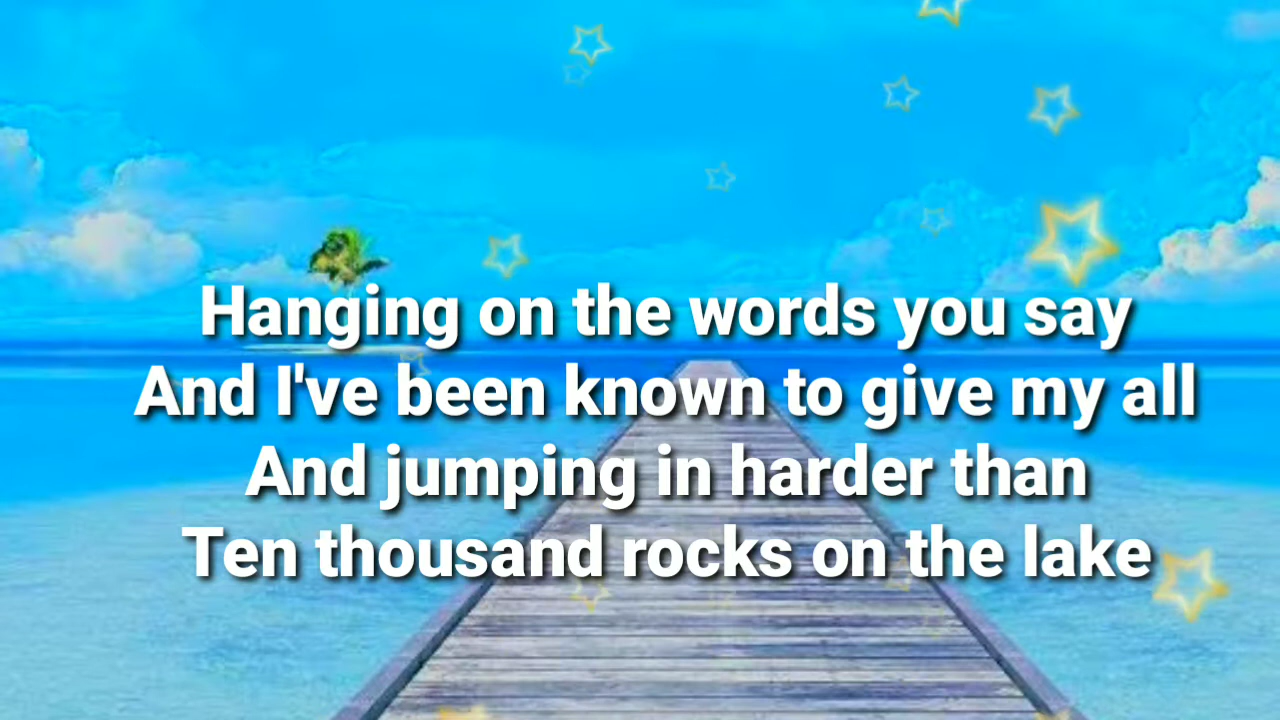 Hanging on the words you say
And I've been known to give my all
And jumping in harder than
Ten thousand rocks on the lake